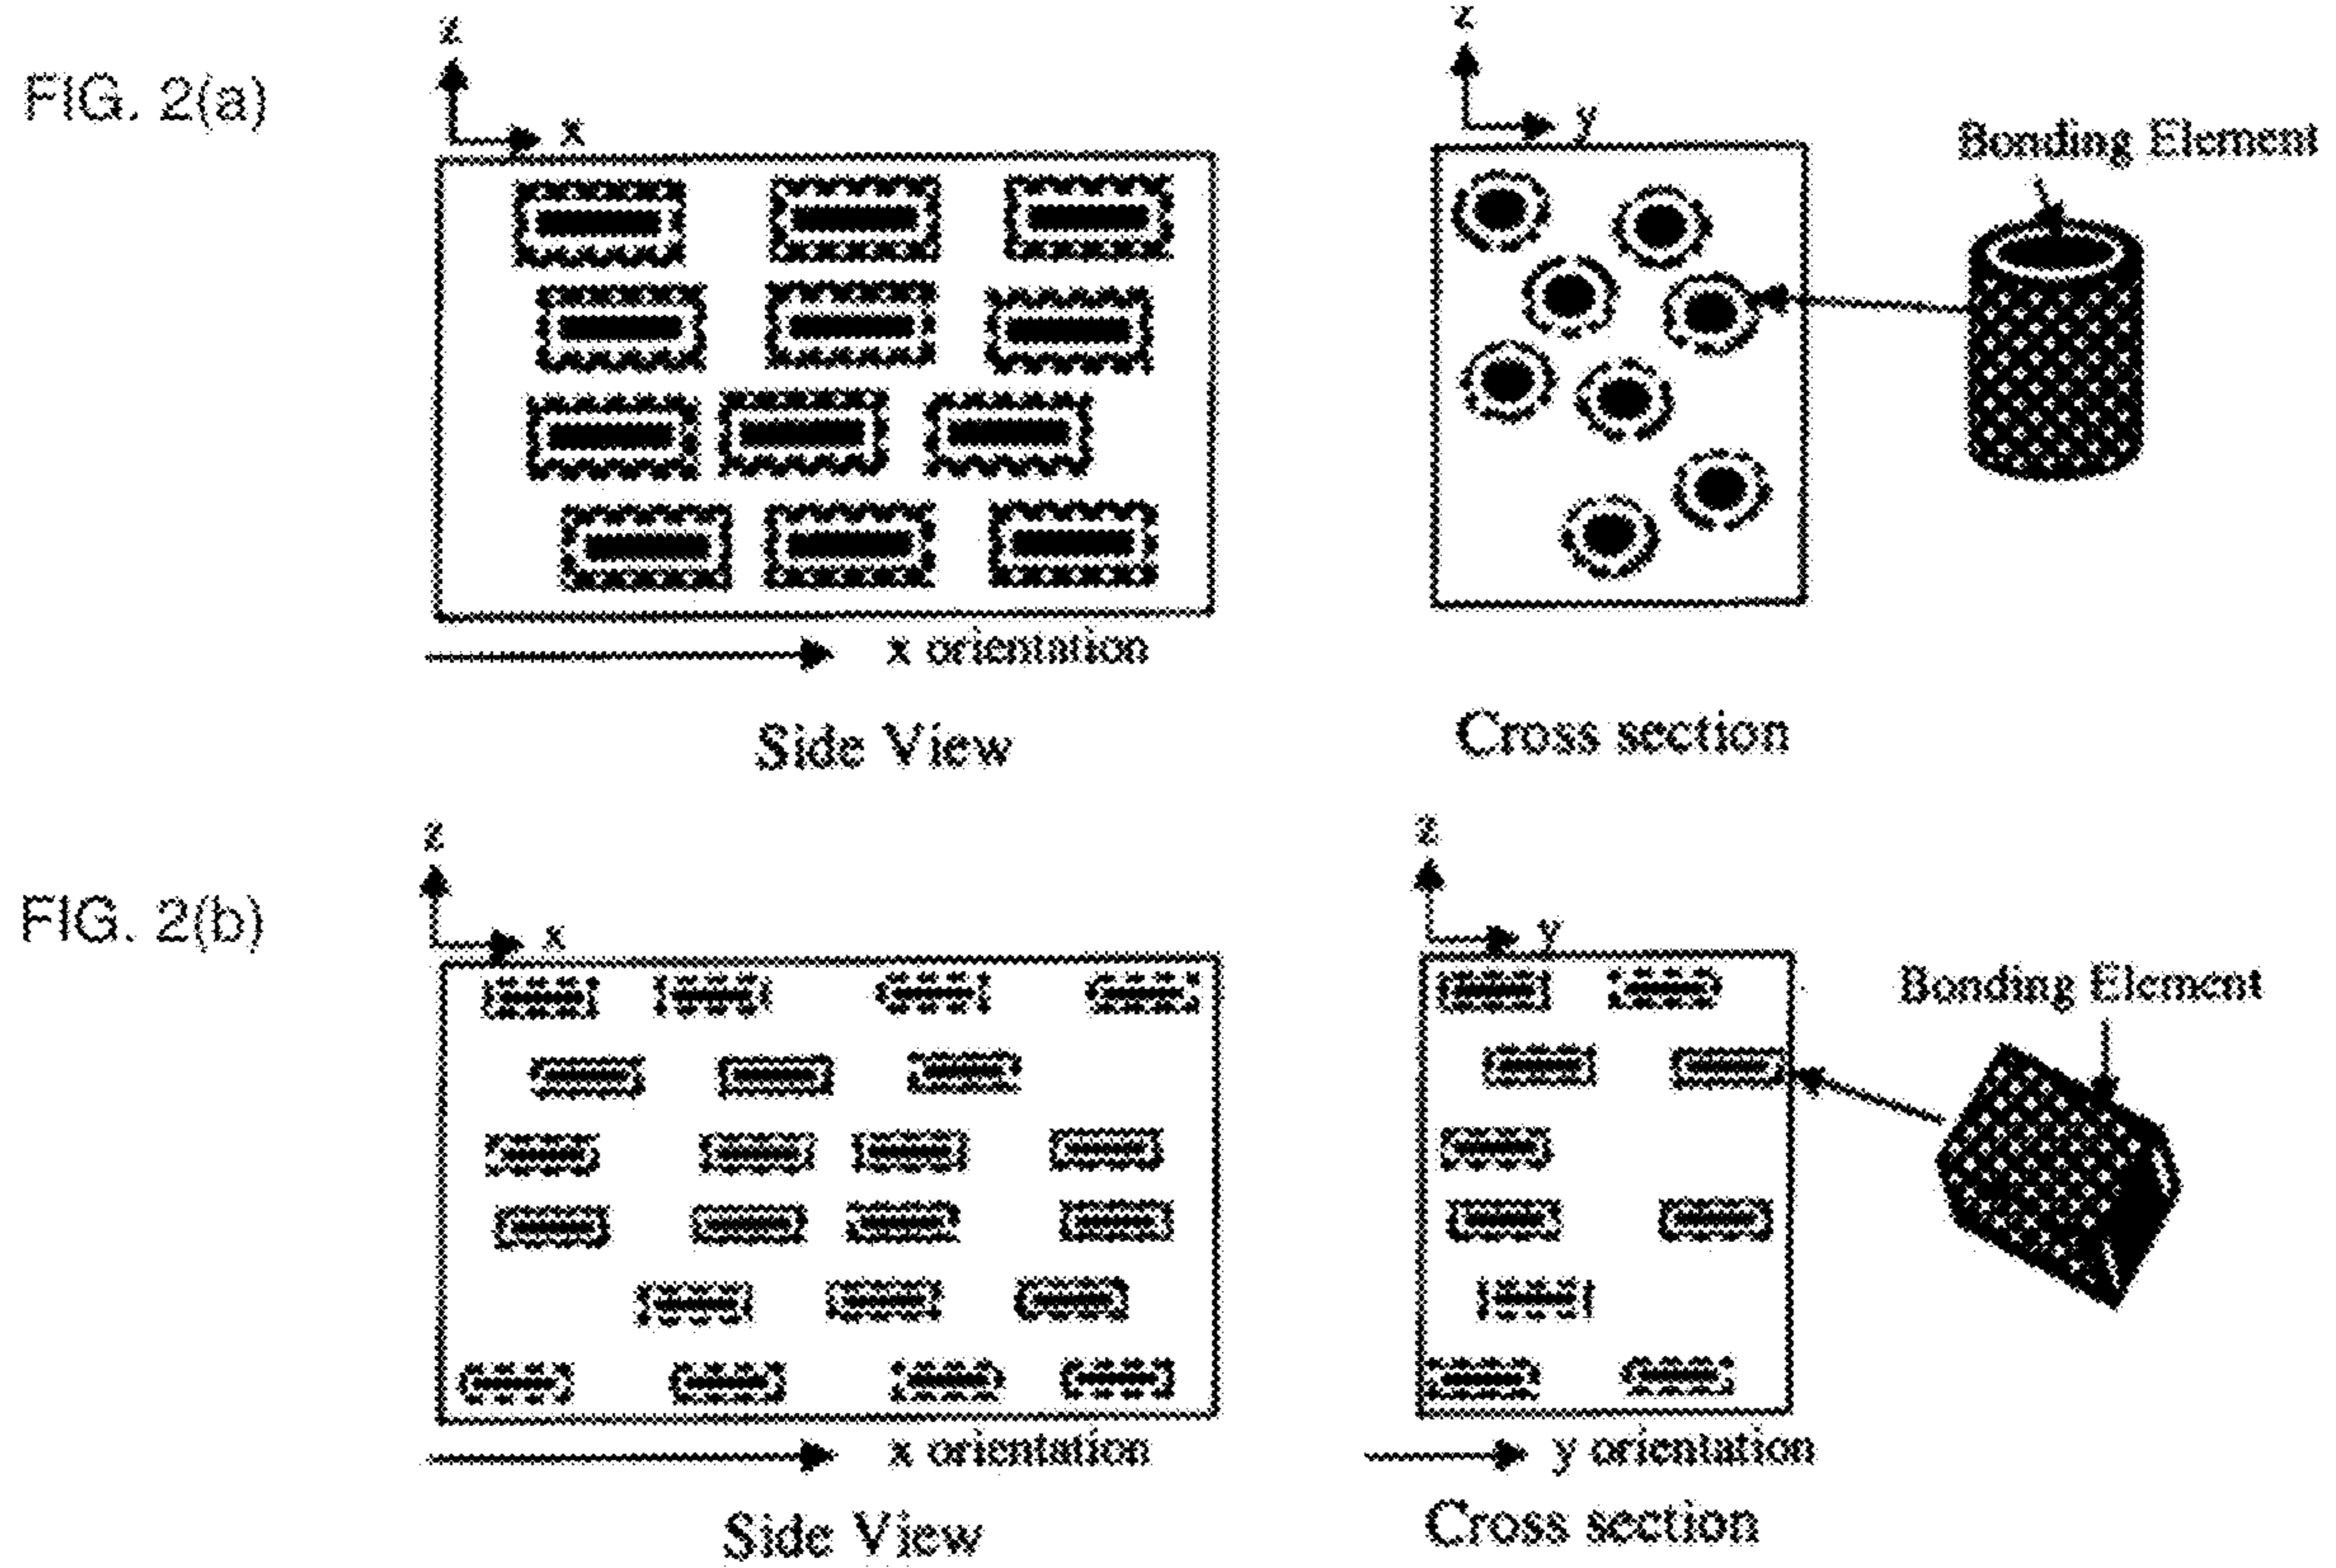 FIG. 2(a)
z
x
z
y
Bonding Element
x orientation
Side View
Cross section
FIG. 2(b)
z
x
z
y
Bonding Element
x orientation
y orientation
Side View
Cross section